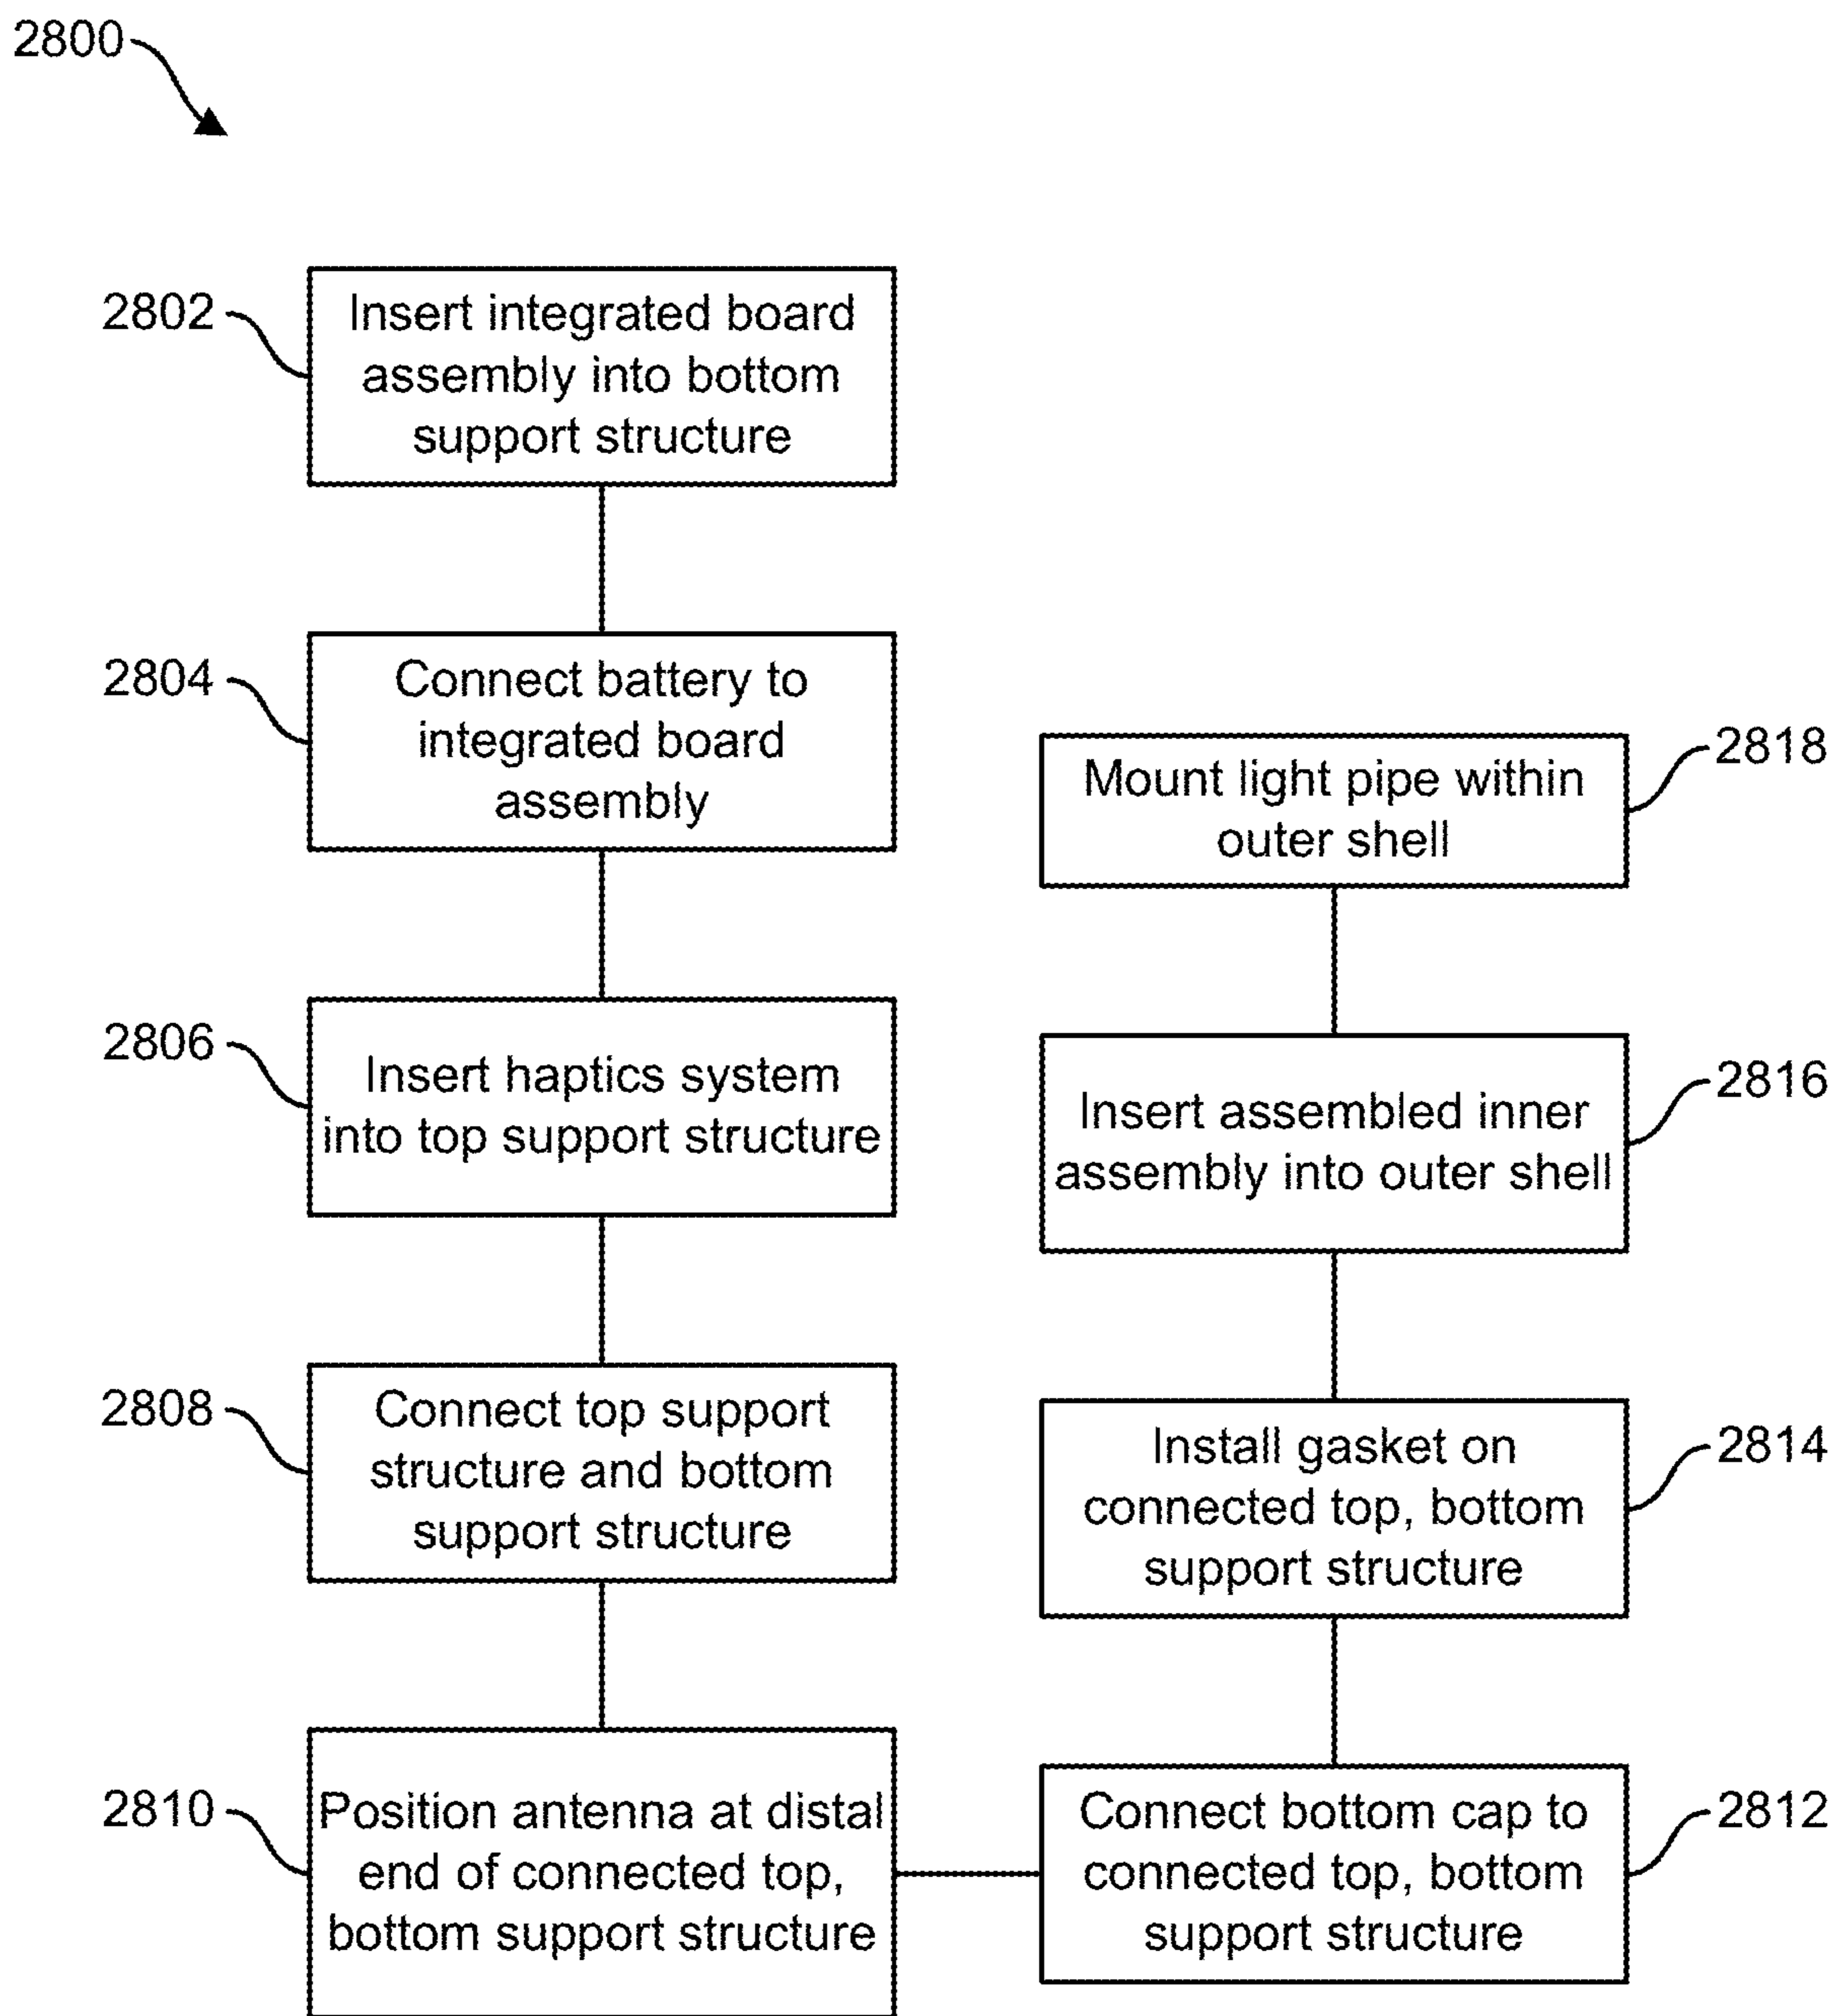 2800
2802
Insert integrated board
assembly into bottom
support structure
2804
Connect battery to
integrated board
assembly
2806
Insert haptics system
into top support structure
2808
Connect top support
structure and bottom
support structure
2810
Position antenna at distal
end of connected top,
bottom support structure
2812
Connect bottom cap to
connected top, bottom
support structure
2814
Install gasket on
connected top, bottom
support structure
2816
Insert assembled inner
assembly into outer shell
2818
Mount light pipe within
outer shell